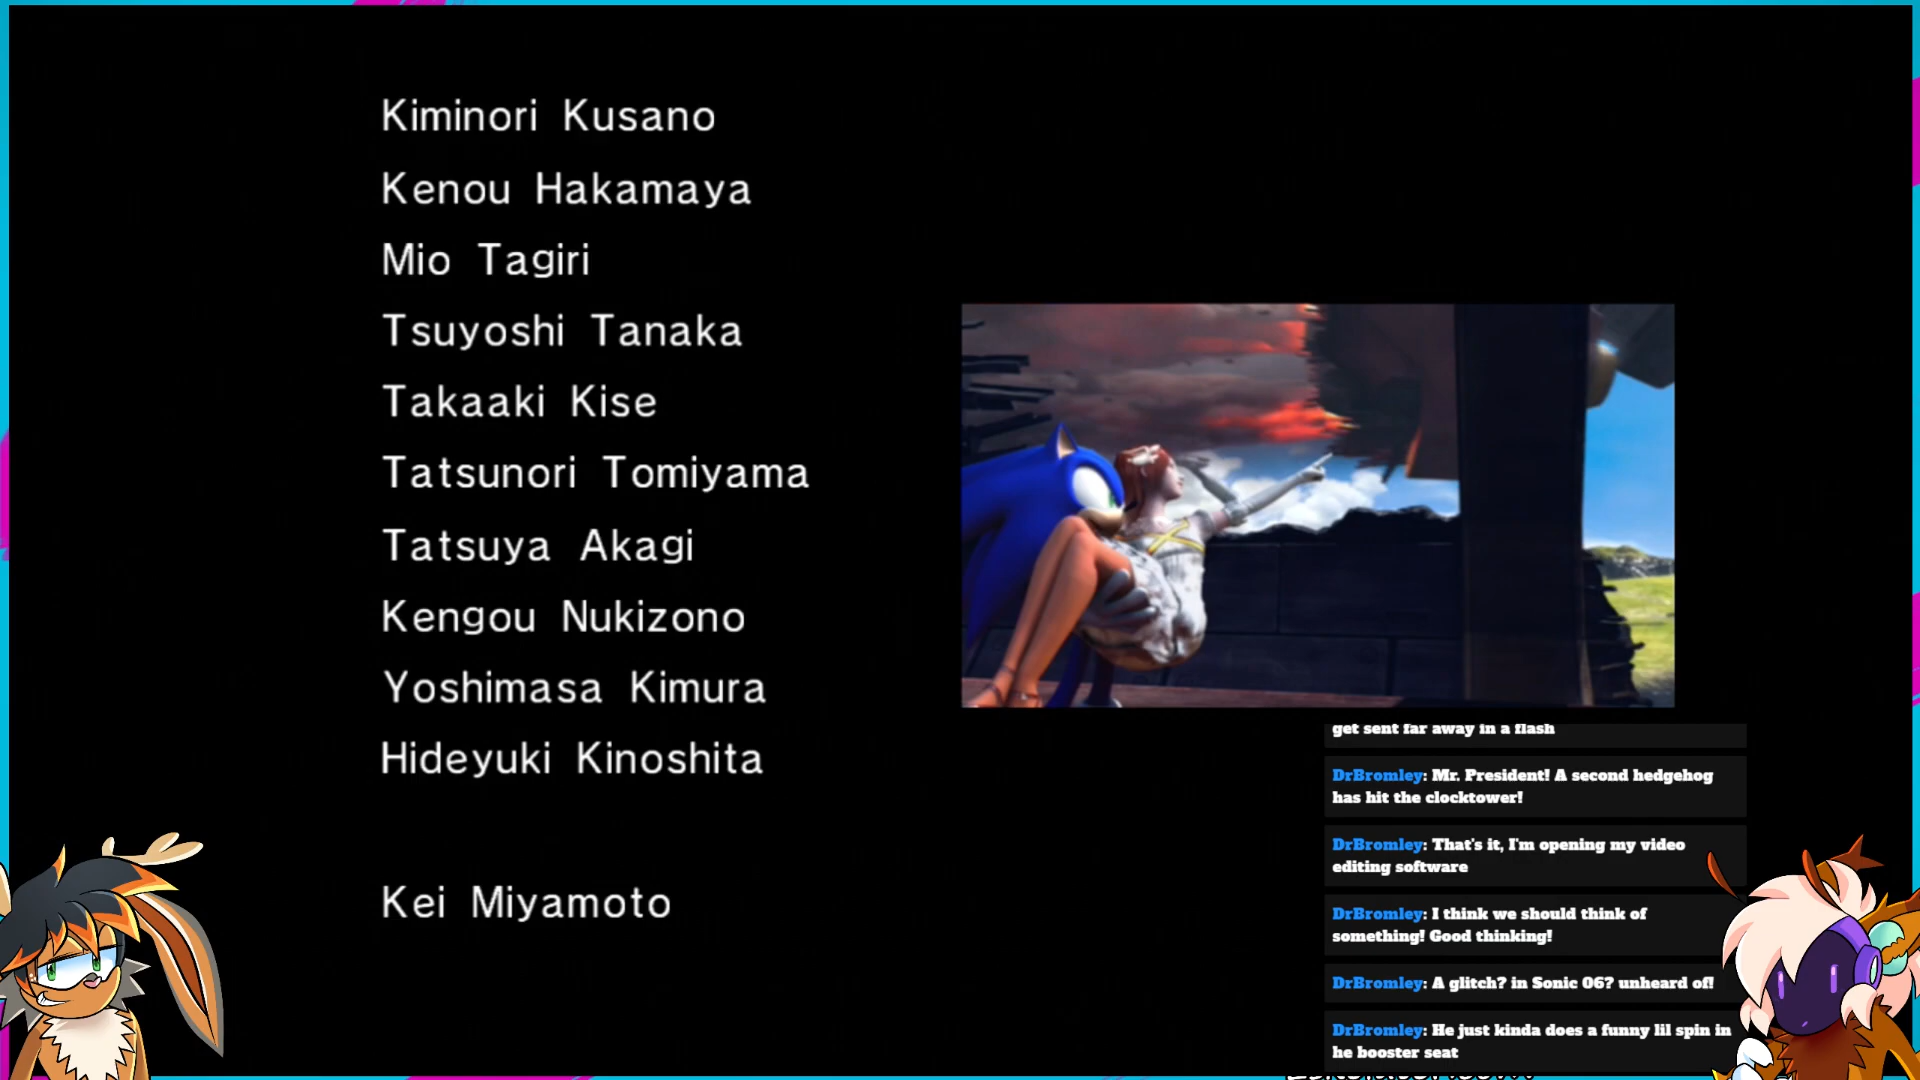 Kiminori Kusano
Kenou Hakamaya
Mio Tagiri
Tsuyoshi Tanaka
Takaaki Kise
Tatsunori Tomiyama
Tatsuya Akagi
Kengou Nukizono
Yoshimasa Kimura
Hideyuki Kinoshita
Kei Miyamoto
get sent far away in a flash
DrBromley: Mr. President! A second hedgehog
has hit the clocktower!
DrBromley: That's it, I'm opening my video
editing software
DrBromley: I think we should think of
something! Good thinking!
DrBromley: A glitch? in Sonic 06? unheard of!
DrBromley: He just kinda does a funny lil spin in
he booster seat